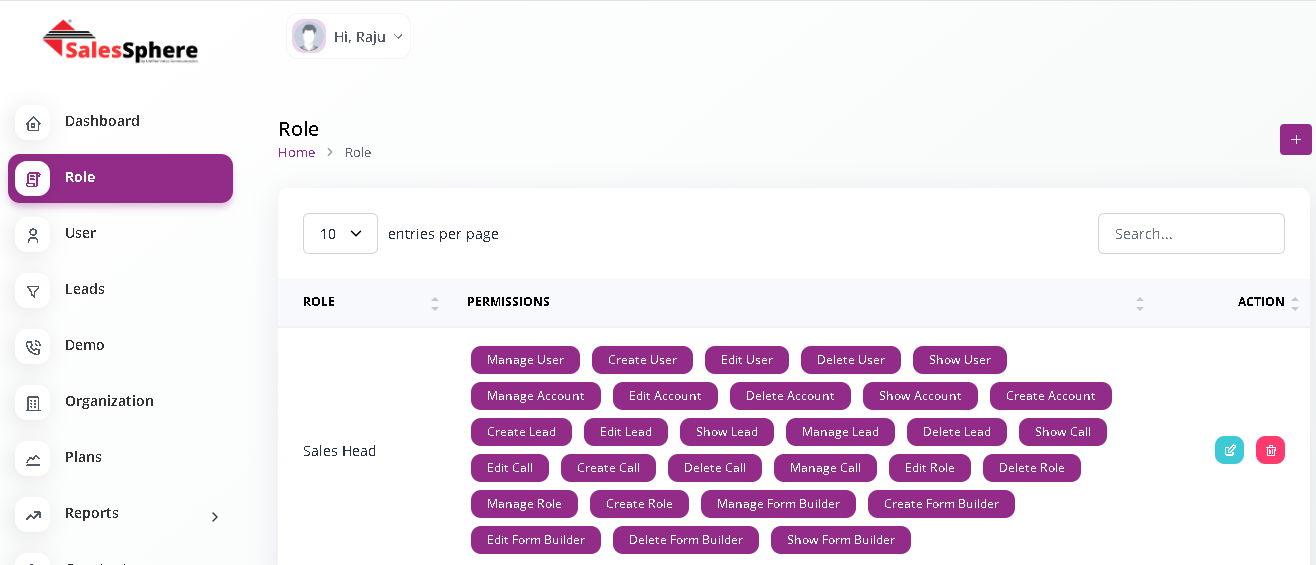 SalesSphere
Hi, Raju
Dashboard
Role
User
Leads
Demo
Organization
Plans
Reports
Role
Home > Role
+
10 entries per page
Search...
ROLE PERMISSIONS ACTION
Sales Head
Manage User Create User Edit User Delete User Show User
Manage Account Edit Account Delete Account Show Account Create Account
Create Lead Edit Lead Show Lead Manage Lead Delete Lead Show Call
Edit Call Create Call Delete Call Manage Call Edit Role Delete Role
Manage Role Create Role Manage Form Builder Create Form Builder
Edit Form Builder Delete Form Builder Show Form Builder